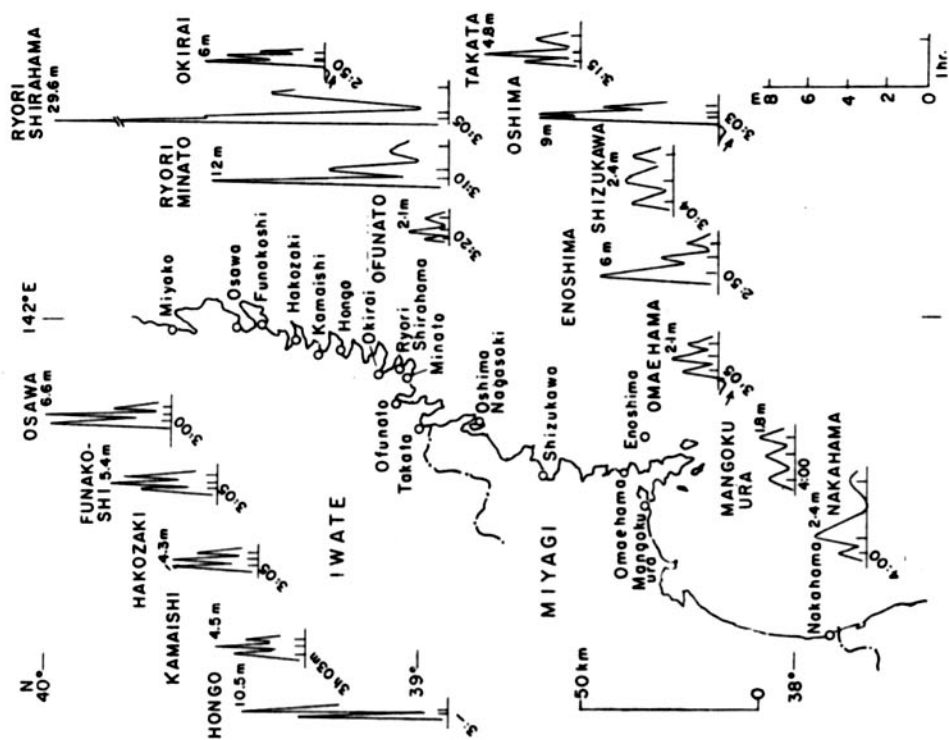 RYORI
SHIRAHAMA
29.6m
3:05
OKIRAI
6m
2:50
RYORI
MINATO
12m
3:10
OFUNATO
2.1m
3:20
TAKATA
4.8m
3:15
OSHIMA
9m
3:03
SHIZUKAWA
2.4m
3:04
ENOSHIMA
6m
2:50
OMAEHAMA
2.1m
3:05
MANGOKU
URA
1.8m
4:00
NAKAHAMA
2.4m
4:00
m
8
6
4
2
0
1hr.
142°E
Miyako
Osawa
Funakoshi
Hakozaki
Kamaishi
Hongo
Okirai
Ryori
Shirahama
Minato
Ofunato
Takata
Oshima
Nagasaki
Shizukawa
Enoshima
Omaehama
Mangoku
ura
Nakahama
OSAWA
6.6m
3:00
FUNAKO-
SHI 5.4m
3:05
HAKOZAKI
4.3m
3:05
KAMAISHI
4.5m
3h03m
HONGO
10.5m
3:
IWATE
MIYAGI
50km
0
N
40°
39°
38°